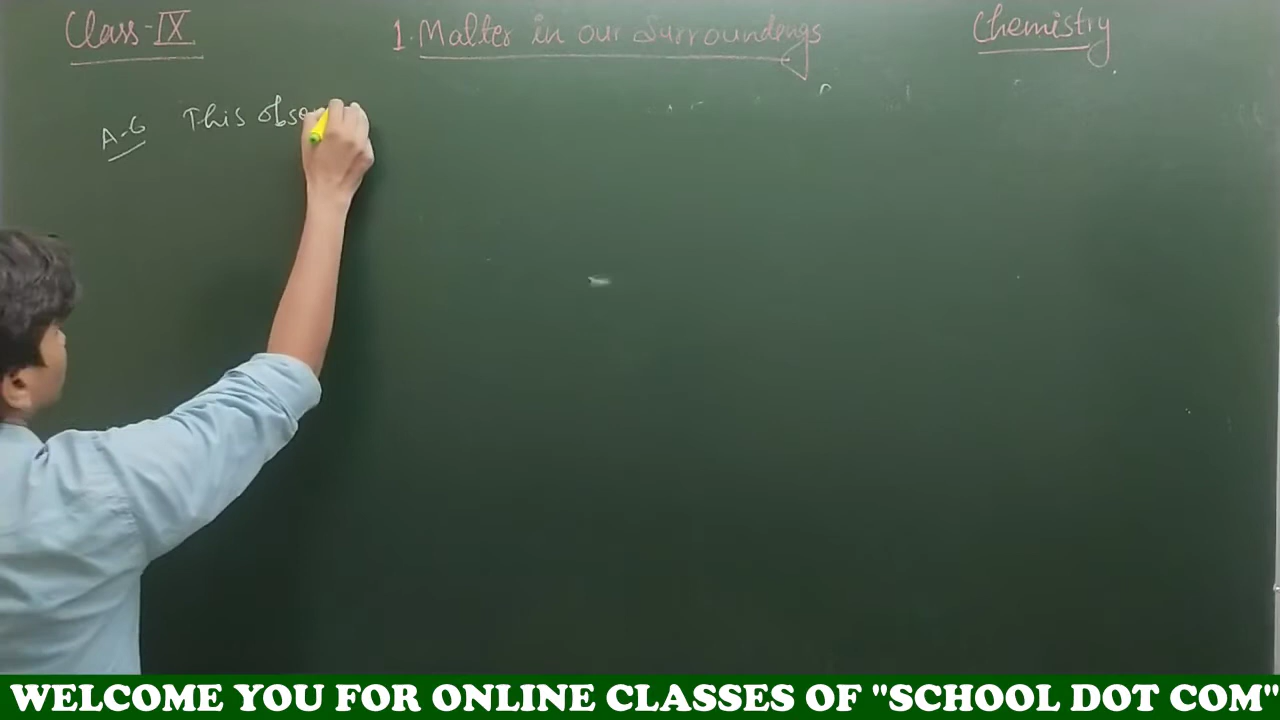 Class-IX 1. Matter in our Surroundings Chemistry
A-6 This obse
WELCOME YOU FOR ONLINE CLASSES OF "SCHOOL DOT COM"